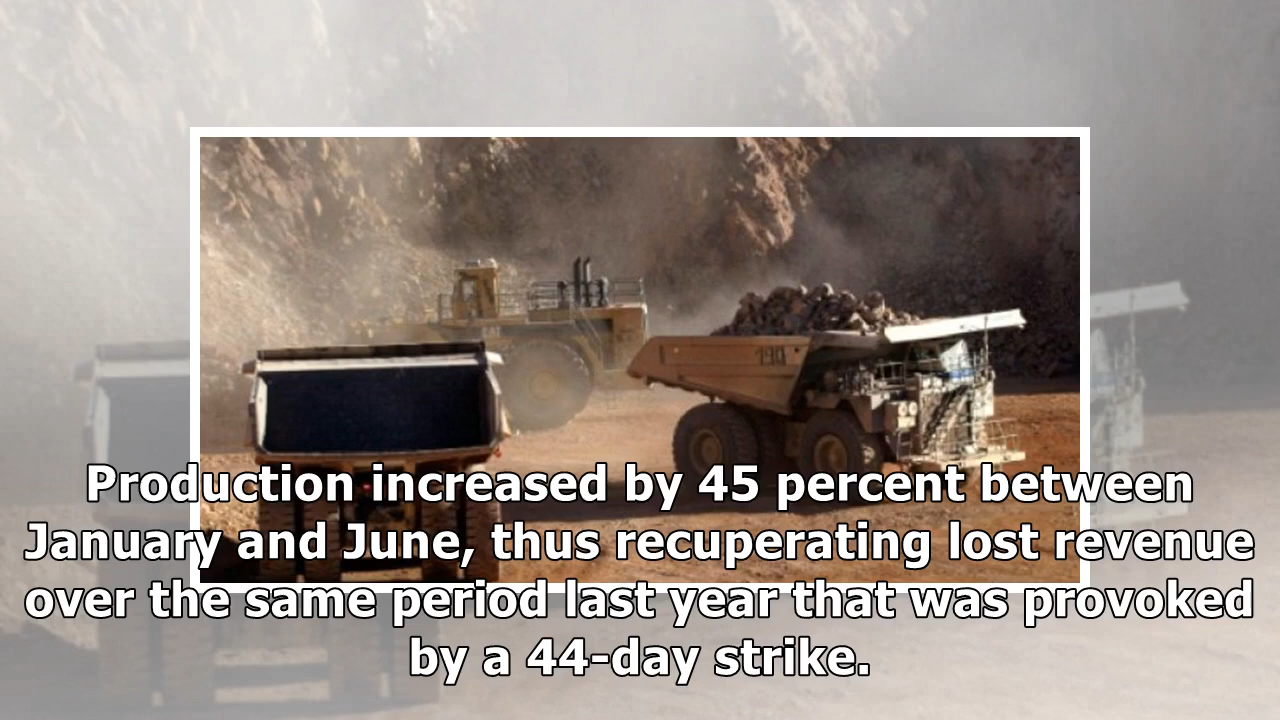 190
Production increased by 45 percent between
January and June, thus recuperating lost revenue
over the same period last year that was provoked
by a 44-day strike.